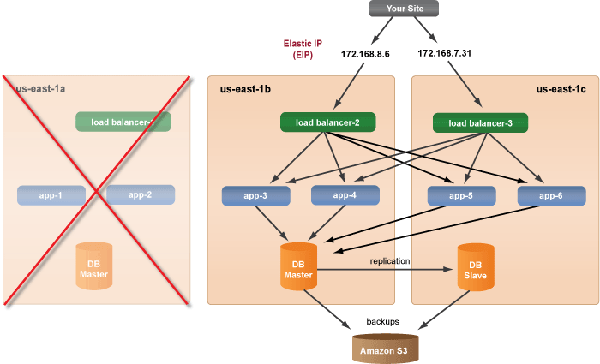 Your Site
Elastic IP
(EIP)
172.168.8.6
172.168.7.31
us-east-1a
us-east-1b
us-east-1c
load balancer-
load balancer-2
load balancer-3
app-1
app-2
app-3
app-4
app-5
app-6
DB
Master
DB
Master
replication
DB
Slave
backups
Amazon S3